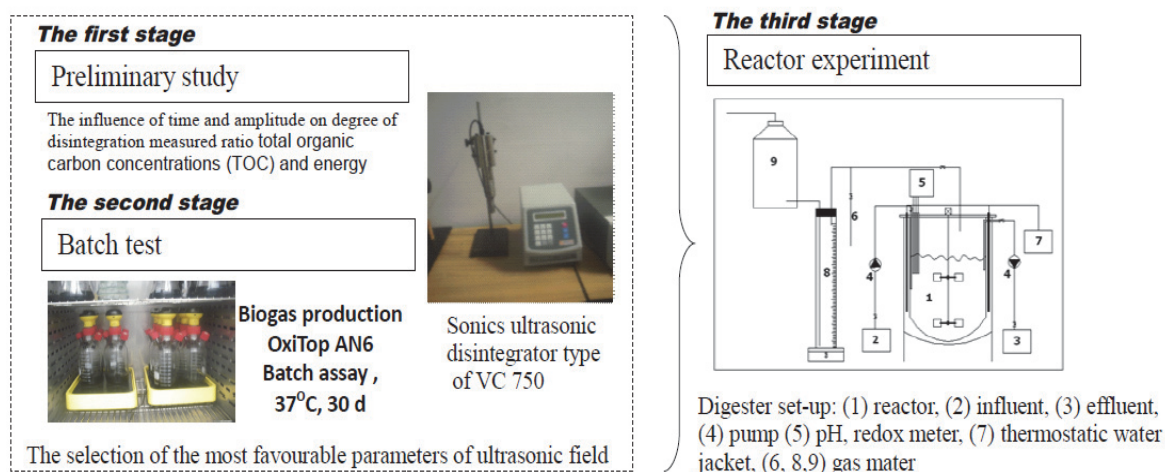 The first stage
Preliminary study
The influence of time and amplitude on degree of
disintegration measured ratio total organic
carbon concentrations (TOC) and energy
The second stage
Batch test
Biogas production
OxiTop AN6
Batch assay ,
37°C, 30 d
Sonics ultrasonic
disintegrator type
of VC 750
The selection of the most favourable parameters of ultrasonic field
The third stage
Reactor experiment
9
5
6
7
8
4
4
1
2
3
Digester set-up: (1) reactor, (2) influent, (3) effluent,
(4) pump (5) pH, redox meter, (7) thermostatic water
jacket, (6, 8,9) gas mater